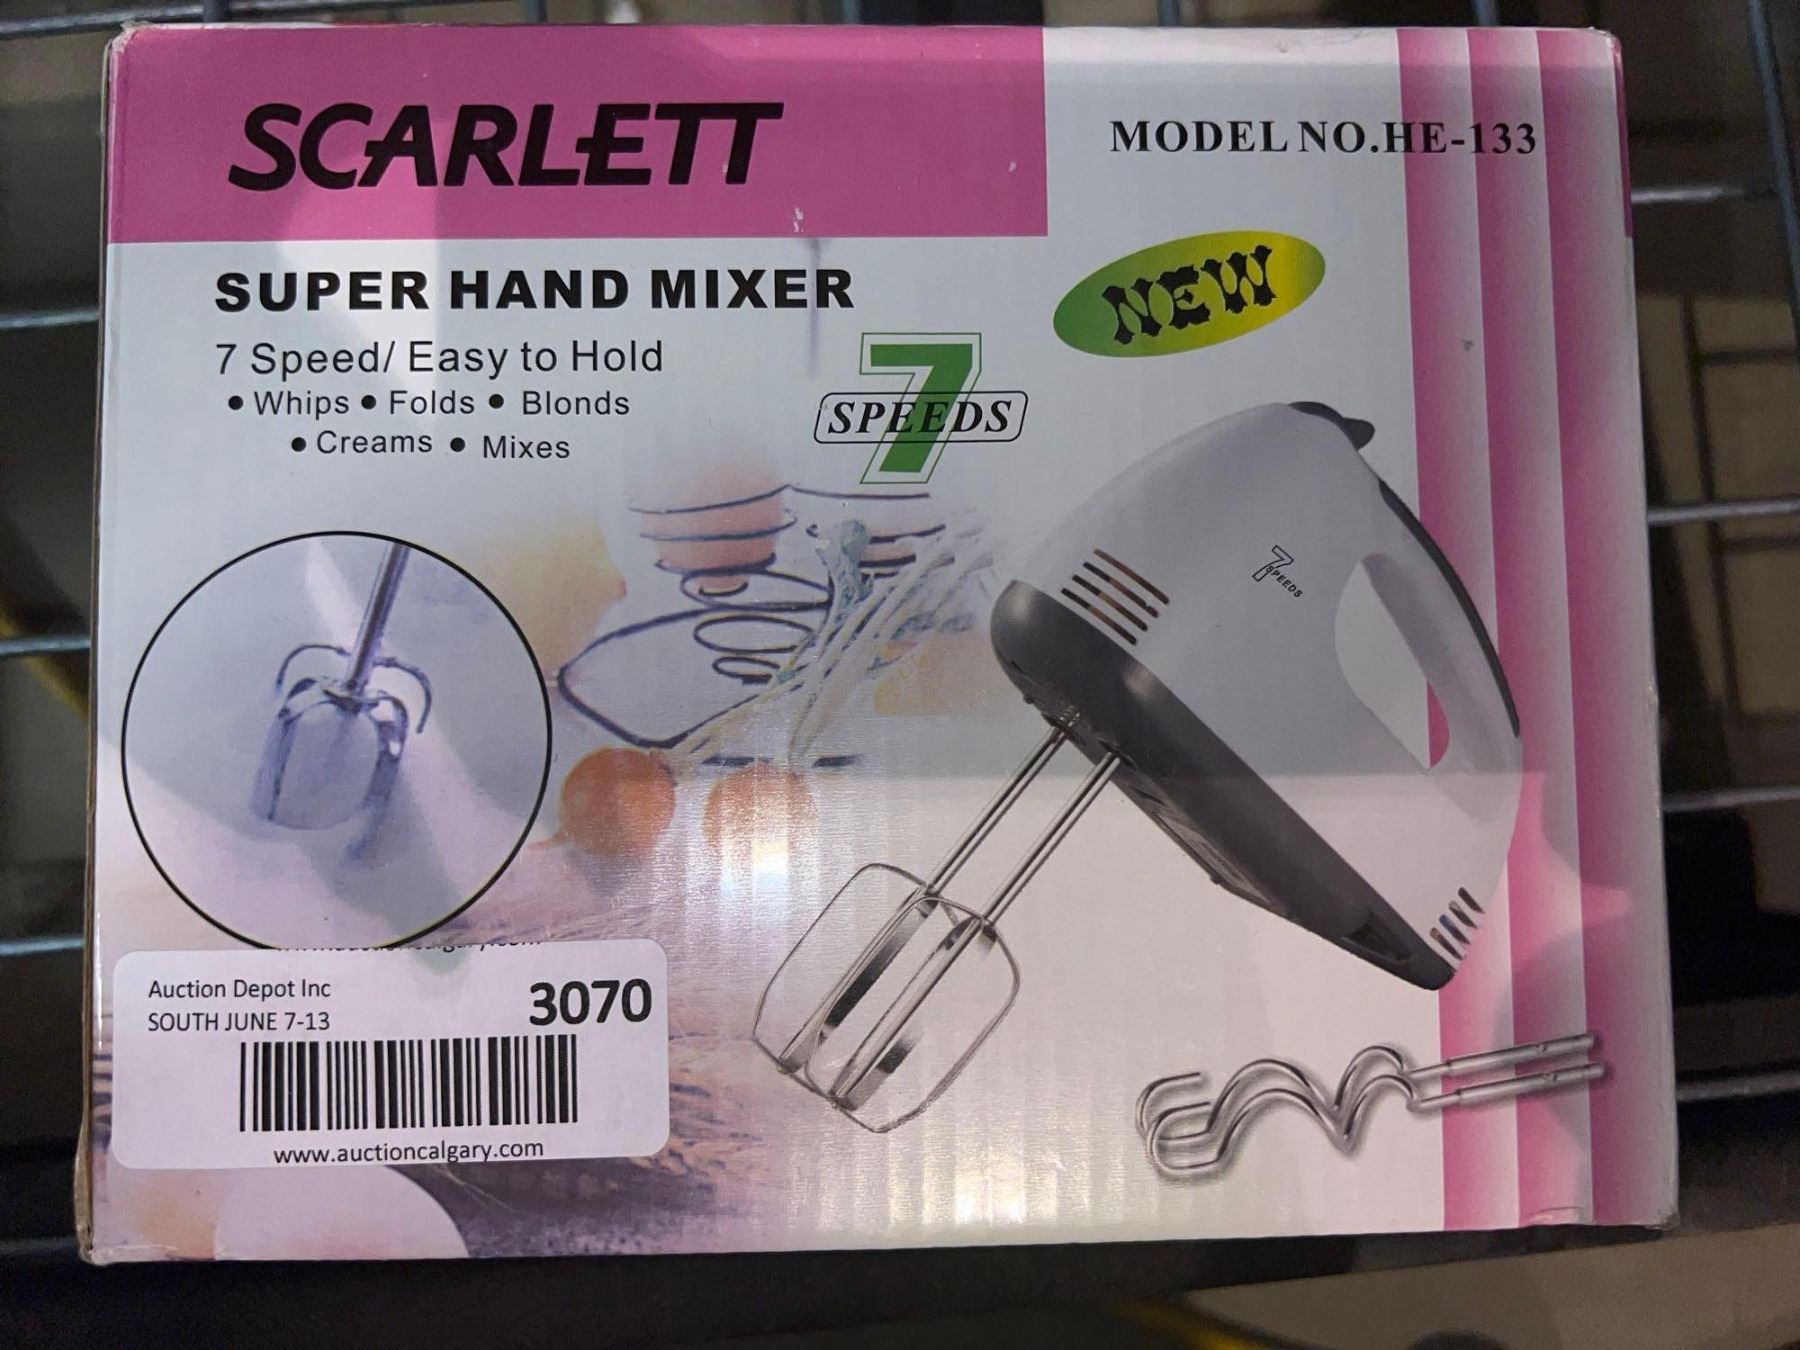 SCARLETT
MODEL NO.HE-133
SUPER HAND MIXER
NEW
7 Speed/ Easy to Hold
• Whips • Folds • Blonds
• Creams • Mixes
7
SPEEDS
7
SPEEDS
Auction Depot Inc
3070
SOUTH JUNE 7-13
www.auctioncalgary.com